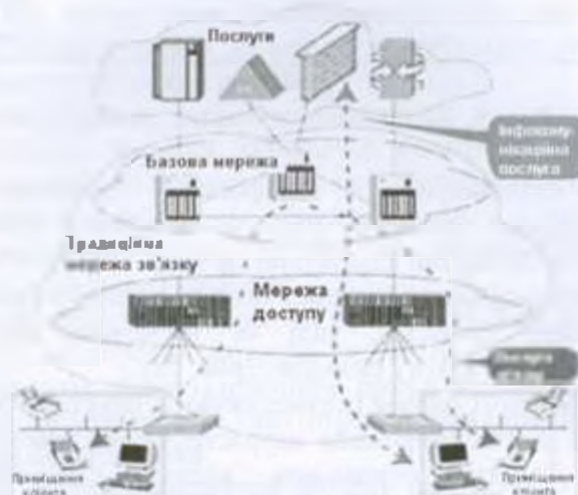 Послуги
Інфокому-
нікаційна
послуга
Базова мережа
Традиційна
мережа зв'язку
Мережа
доступу
Приміщення
клієнта
Приміщення
клієнта